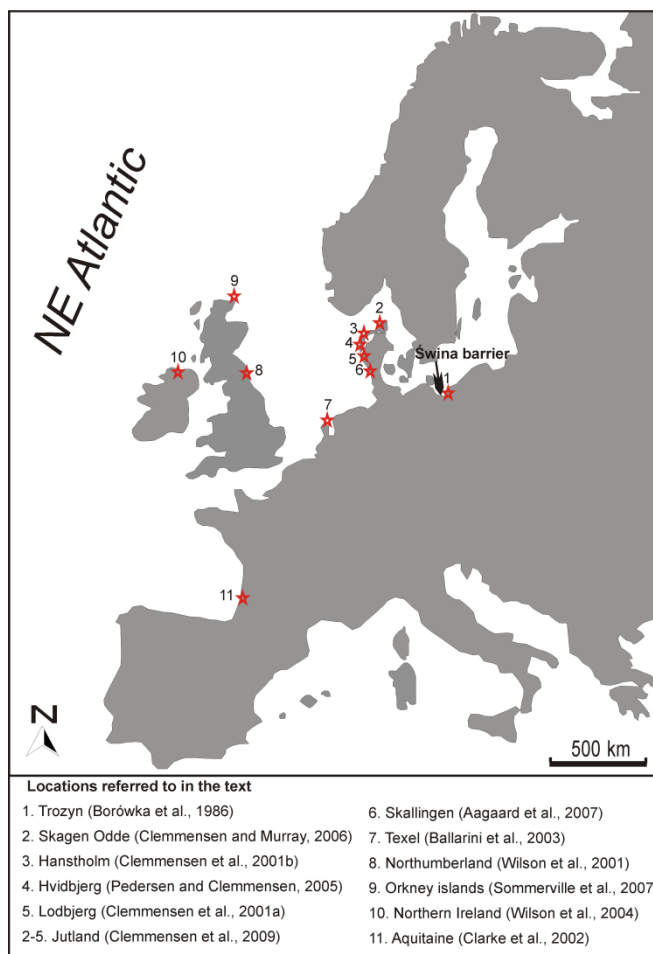 NE Atlantic
9
2
3
4
Świna barrier
5
10
8
6
1
7
11
N
500 km
Locations referred to in the text
1. Trozyn (Borówka et al., 1986)
2. Skagen Odde (Clemmensen and Murray, 2006)
3. Hanstholm (Clemmensen et al., 2001b)
4. Hvidbjerg (Pedersen and Clemmensen, 2005)
5. Lodbjerg (Clemmensen et al., 2001a)
2-5. Jutland (Clemmensen et al., 2009)
6. Skallingen (Aagaard et al., 2007)
7. Texel (Ballarini et al., 2003)
8. Northumberland (Wilson et al., 2001)
9. Orkney islands (Sommerville et al., 2007
10. Northern Ireland (Wilson et al., 2004)
11. Aquitaine (Clarke et al., 2002)